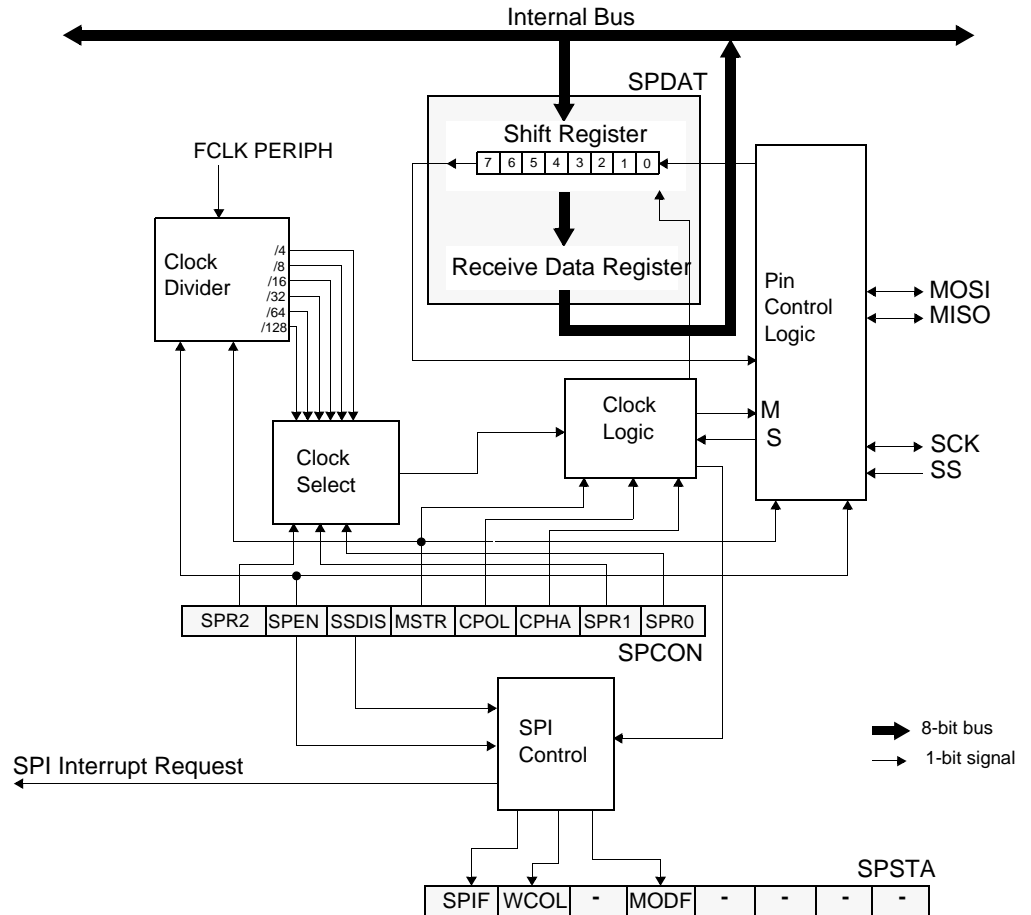 Internal Bus
SPDAT
Shift Register
7 6 5 4 3 2 1 0
FCLK PERIPH
Clock
Divider
/4
/8
/16
/32
/64
/128
Receive Data Register
Pin
Control
Logic
MOSI
MISO
Clock
Logic
M
S
SCK
SS
Clock
Select
SPR2 SPEN SSDIS MSTR CPOL CPHA SPR1 SPR0
SPCON
SPI
Control
8-bit bus
1-bit signal
SPI Interrupt Request
SPSTA
SPIF WCOL - MODF - - - -